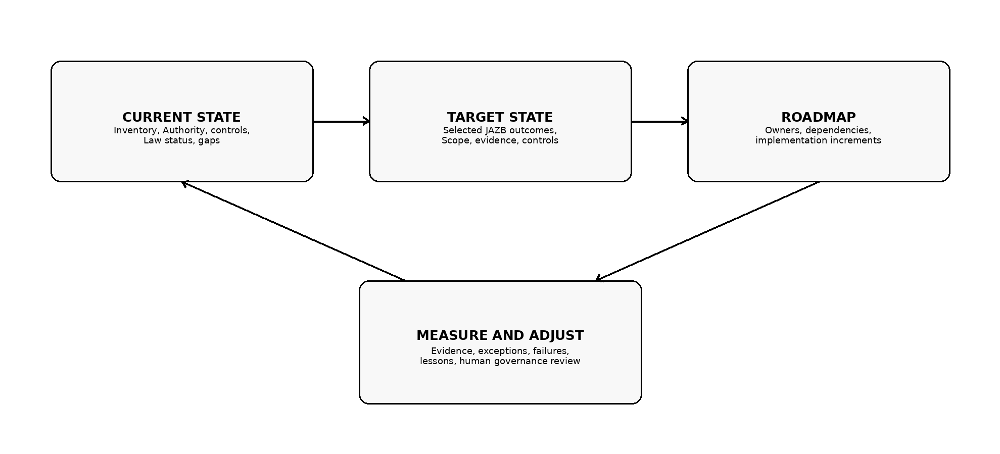 CURRENT STATE
Inventory, Authority, controls,
Law status, gaps
TARGET STATE
Selected JAZB outcomes,
Scope, evidence, controls
ROADMAP
Owners, dependencies,
implementation increments
MEASURE AND ADJUST
Evidence, exceptions, failures,
lessons, human governance review